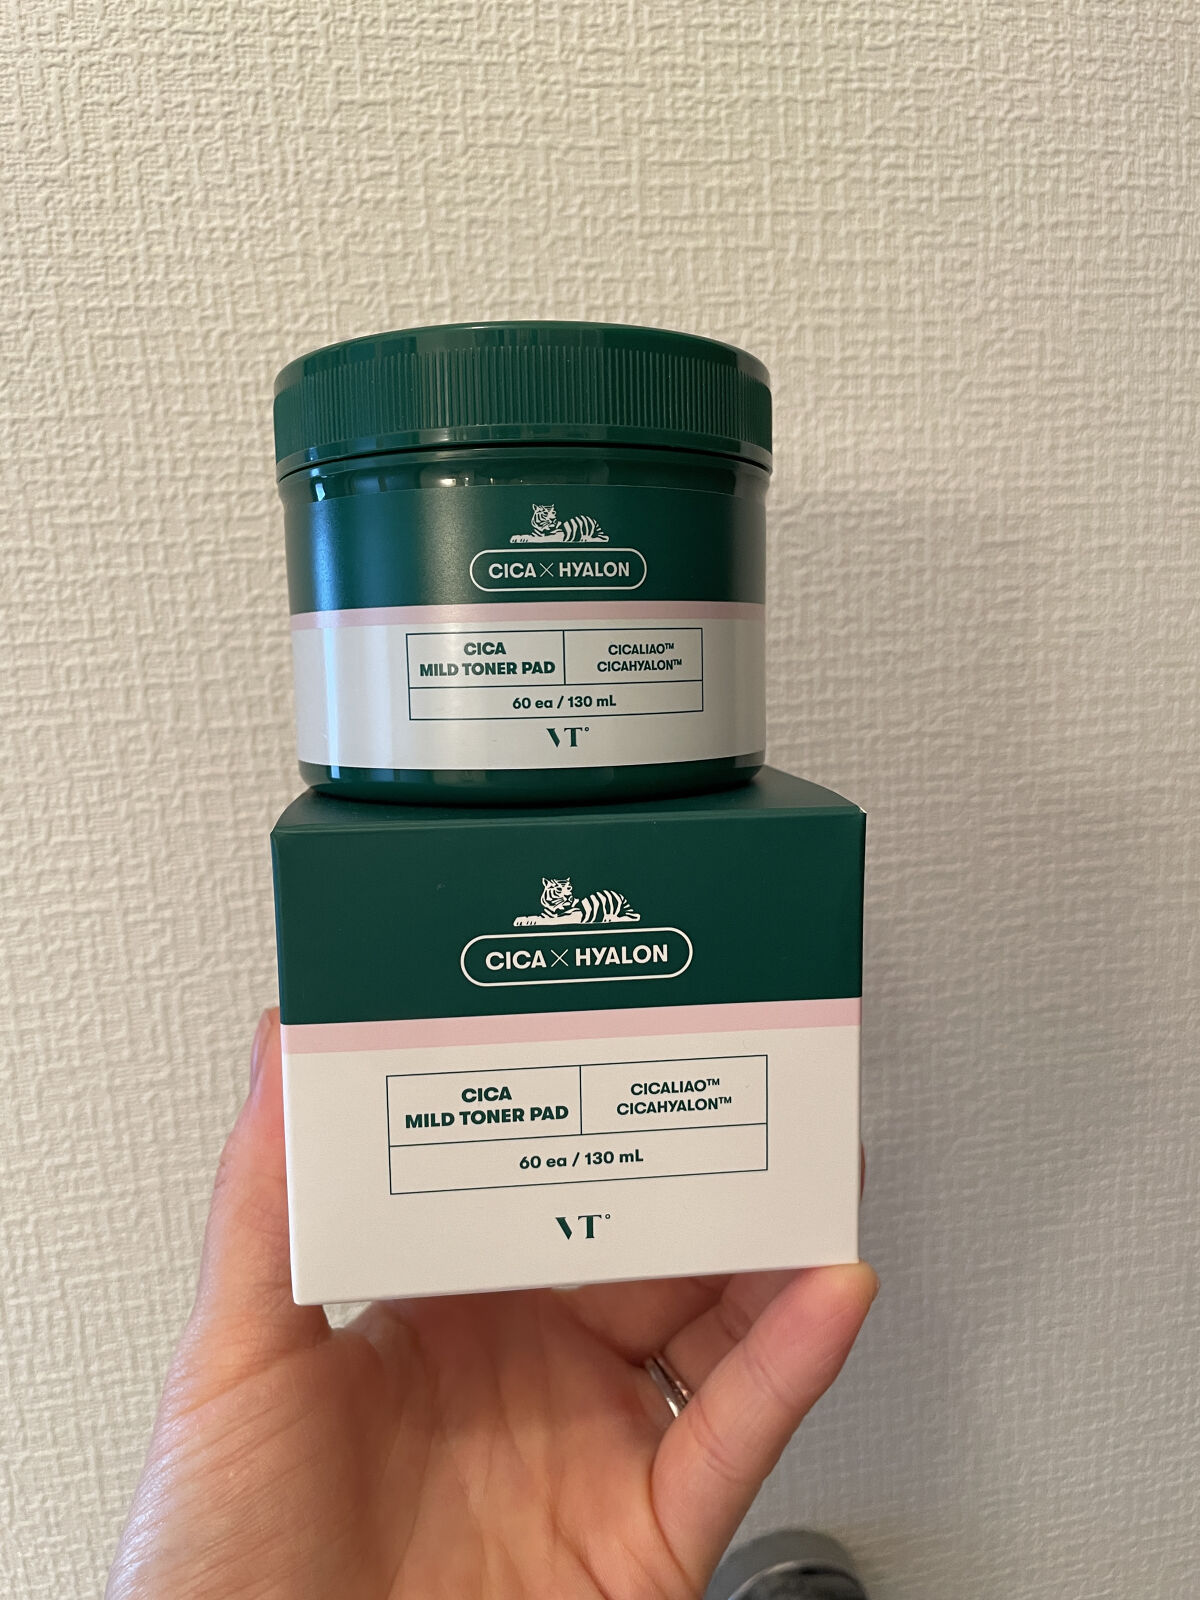 CICA×HYALON
CICA
MILD TONER PAD
CICALIAO™
CICAHYALON™
60 ea / 130 mL
VT°
CICA×HYALON
CICA
MILD TONER PAD
CICALIAO™
CICAHYALON™
60 ea / 130 mL
VT°